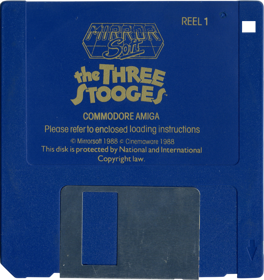 REEL 1
MIRROR
Soft
the THREE
STOOGES
COMMODORE AMIGA
Please refer to enclosed loading instructions
© Mirrorsoft 1988 © Cinemaware 1988
This disk is protected by National and International
Copyright law.